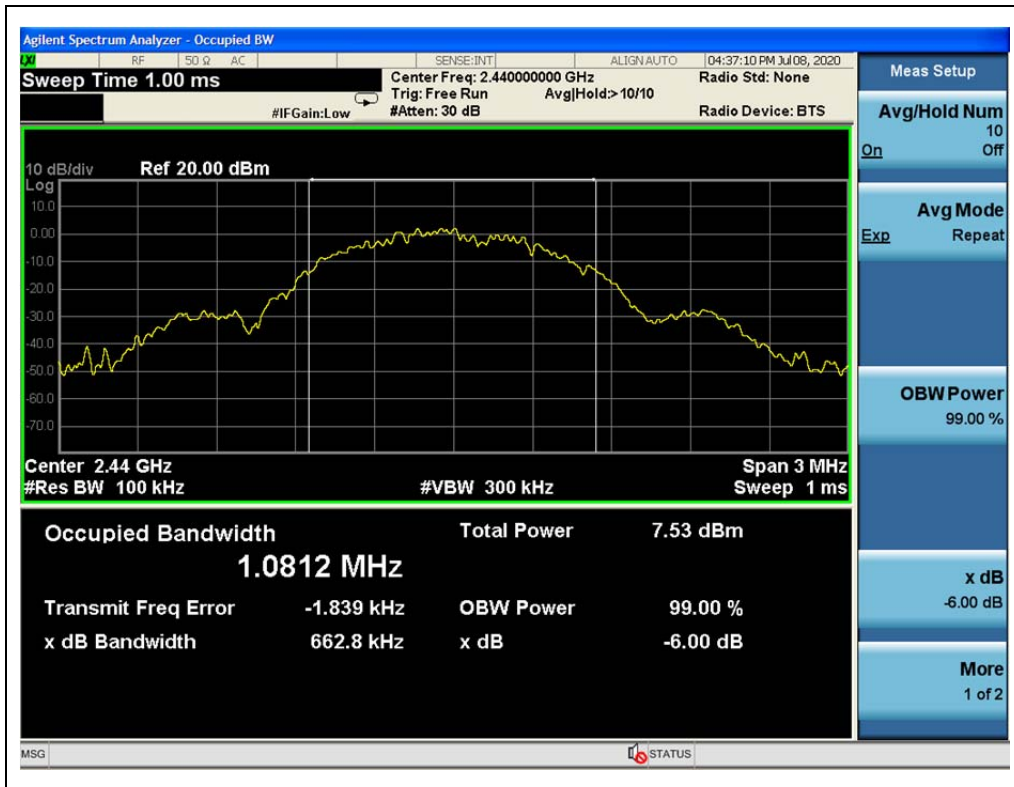 Agilent Spectrum Analyzer - Occupied BW
LXI RF 50 Ω AC SENSE:INT ALIGN AUTO 04:37:10 PM Jul 08, 2020
Sweep Time 1.00 ms
Center Freq: 2.440000000 GHz
Radio Std: None
Trig: Free Run Avg|Hold:> 10/10
#IFGain:Low #Atten: 30 dB Radio Device: BTS
10 dB/div Ref 20.00 dBm
Log
10.0
0.00
-10.0
-20.0
-30.0
-40.0
-50.0
-60.0
-70.0
Center 2.44 GHz Span 3 MHz
#Res BW 100 kHz #VBW 300 kHz Sweep 1 ms
Occupied Bandwidth Total Power 7.53 dBm
1.0812 MHz
Transmit Freq Error -1.839 kHz OBW Power 99.00 %
x dB Bandwidth 662.8 kHz x dB -6.00 dB
Meas Setup
Avg/Hold Num
10
On Off
Avg Mode
Exp Repeat
OBW Power
99.00 %
x dB
-6.00 dB
More
1 of 2
MSG STATUS